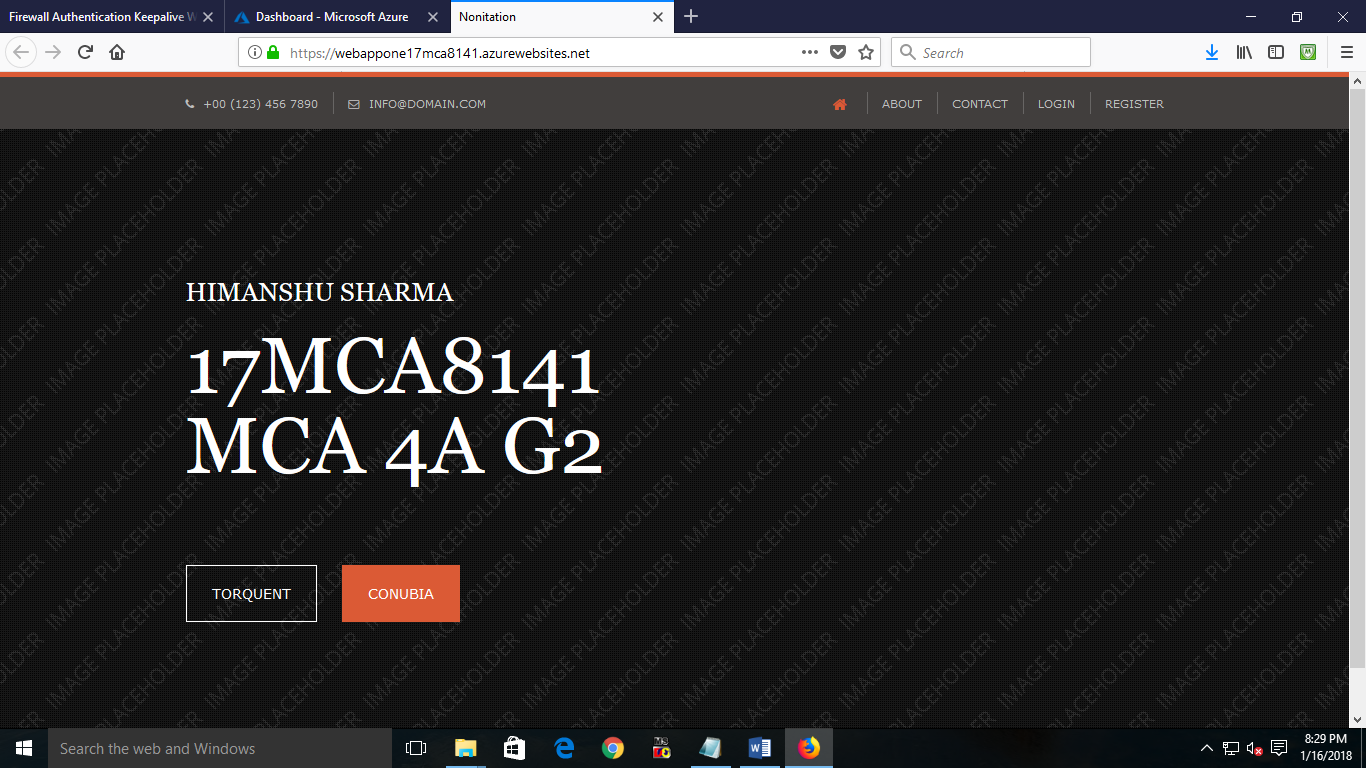 Firewall Authentication Keepalive W
Dashboard - Microsoft Azure
Nonitation
https://webappone17mca8141.azurewebsites.net
Search
+00 (123) 456 7890
INFO@DOMAIN.COM
ABOUT
CONTACT
LOGIN
REGISTER
IMAGE PLACEHOLDER
HIMANSHU SHARMA
17MCA8141
MCA 4A G2
TORQUENT
CONUBIA
Search the web and Windows
8:29 PM
1/16/2018